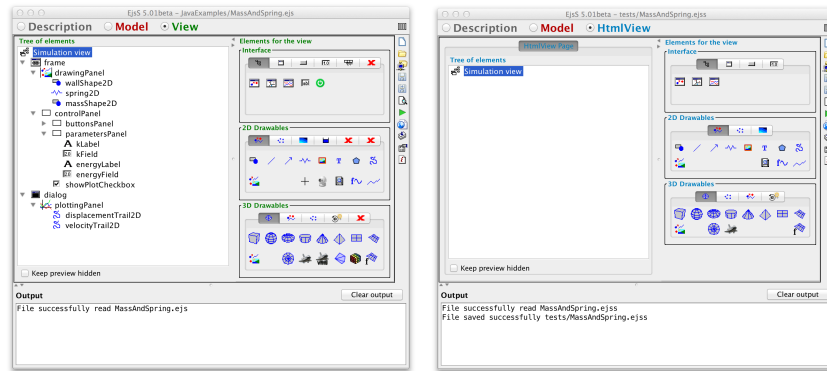 EjsS 5.01beta – JavaExamples/MassAndSpring.ejs
Description Model View
Tree of elements
Simulation view
frame
drawingPanel
wallShape2D
spring2D
massShape2D
controlPanel
buttonsPanel
parametersPanel
kLabel
kField
energyLabel
energyField
showPlotCheckbox
dialog
plottingPanel
displacementTrail2D
velocityTrail2D
Keep preview hidden
Elements for the view
Interface
2D Drawables
3D Drawables
Output
Clear output
File successfully read MassAndSpring.ejs
EjsS 5.01beta – tests/MassAndSpring.ejss
Description Model HtmlView
HtmlView Page
Tree of elements
Simulation view
Keep preview hidden
Elements for the view
Interface
2D Drawables
3D Drawables
Output
Clear output
File successfully read MassAndSpring.ejss
File saved successfully tests/MassAndSpring.ejss